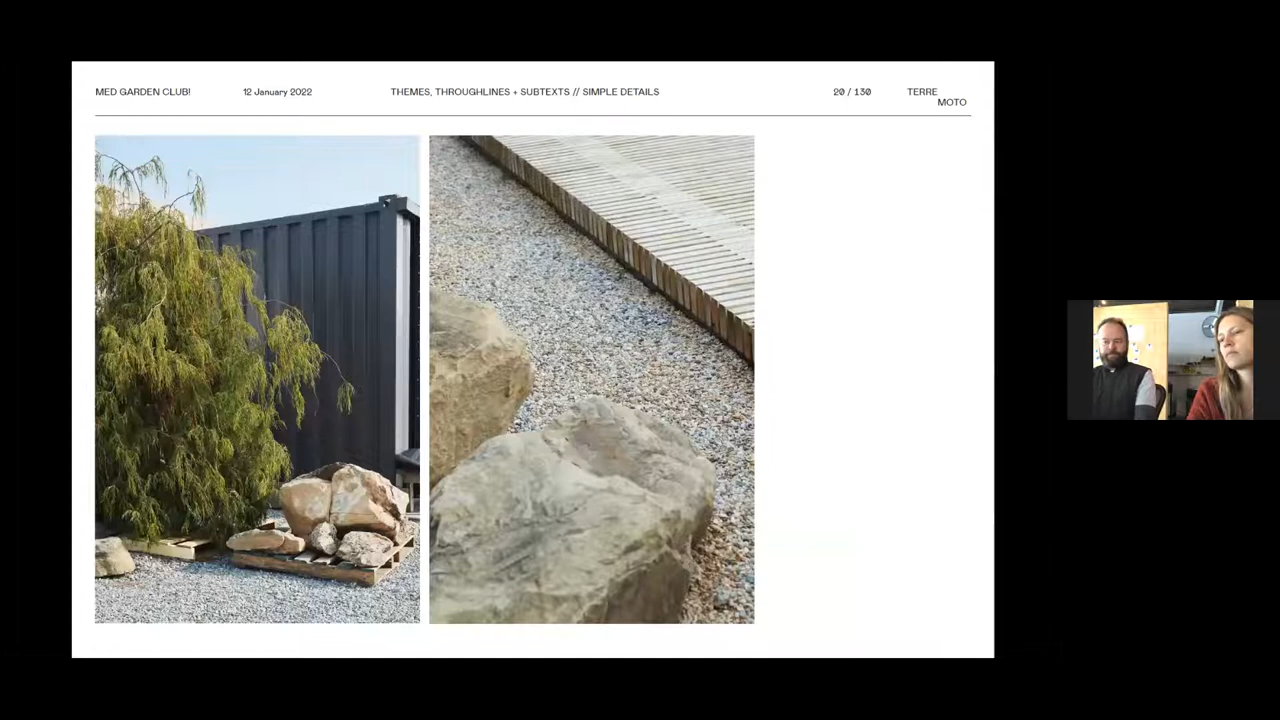 MED GARDEN CLUB!
12 January 2022
THEMES, THROUGHLINES + SUBTEXTS // SIMPLE DETAILS
20 / 130
TERRE
MOTO